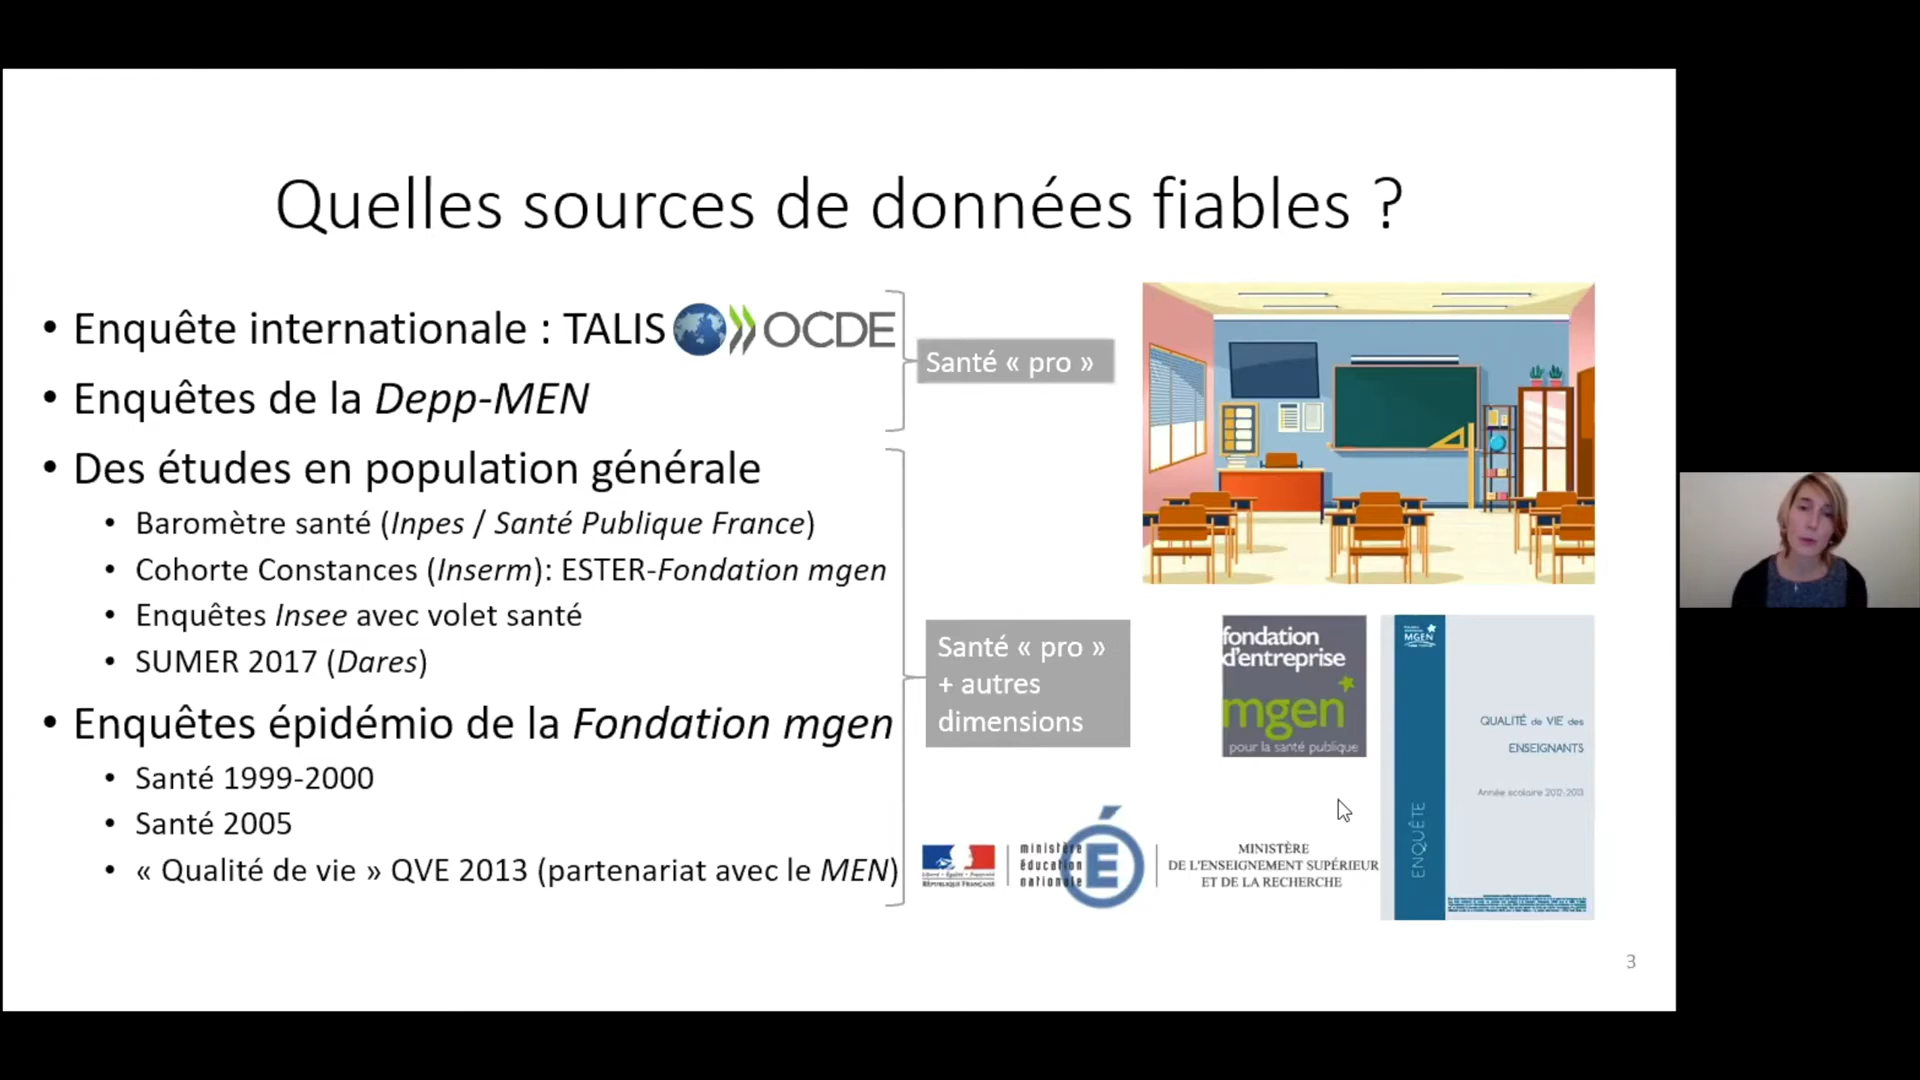 Quelles sources de données fiables ?
• Enquête internationale : TALIS OCDE
• Enquêtes de la Depp-MEN
Santé « pro »
• Des études en population générale
• Baromètre santé (Inpes / Santé Publique France)
• Cohorte Constances (Inserm): ESTER-Fondation mgen
• Enquêtes Insee avec volet santé
• SUMER 2017 (Dares)
• Enquêtes épidémio de la Fondation mgen
• Santé 1999-2000
• Santé 2005
• « Qualité de vie » QVE 2013 (partenariat avec le MEN)
Santé « pro »
+ autres
dimensions
fondation
d'entreprise
mgen
pour la santé publique
MGEN
QUALITÉ de VIE des
ENSEIGNANTS
Année scolaire 2012-2013
ENQUÊTE
RÉPUBLIQUE FRANÇAISE
ministère
éducation
nationale
É
MINISTÈRE
DE L'ENSEIGNEMENT SUPÉRIEUR
ET DE LA RECHERCHE
3